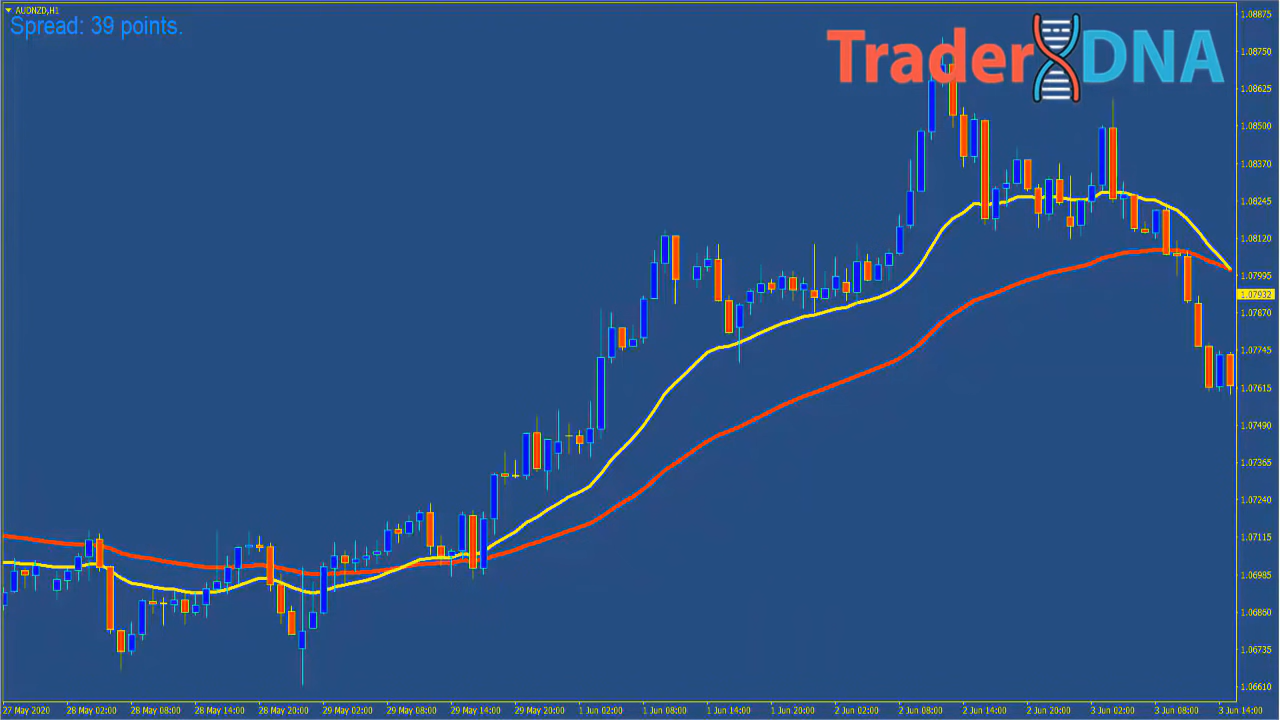 AUDNZD,H1
Spread: 39 points.
Trader DNA
1.08875
1.08750
1.08625
1.08500
1.08370
1.08245
1.08120
1.07995
1.07932
1.07870
1.07745
1.07615
1.07490
1.07365
1.07240
1.07115
1.06985
1.06850
1.06735
1.06610
27 May 2020
28 May 02:00
28 May 08:00
28 May 14:00
28 May 20:00
29 May 02:00
29 May 08:00
29 May 14:00
29 May 20:00
1 Jun 02:00
1 Jun 08:00
1 Jun 14:00
1 Jun 20:00
2 Jun 02:00
2 Jun 08:00
2 Jun 14:00
2 Jun 20:00
3 Jun 02:00
3 Jun 08:00
3 Jun 14:00